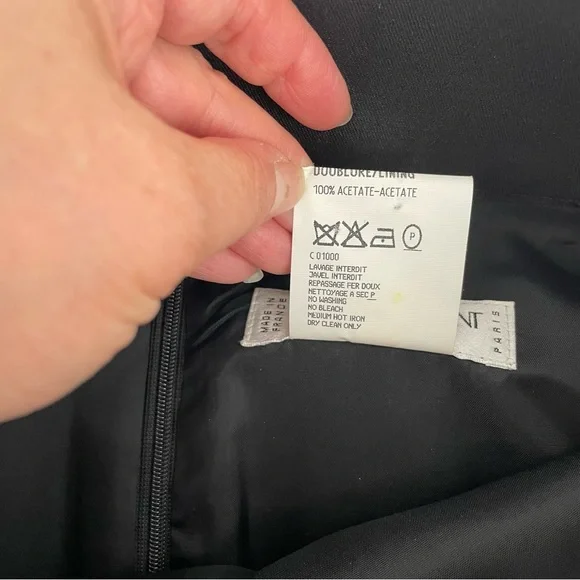 DOUBLURE/LINING
100% ACETATE-ACETATE
P
C 01000
LAVAGE INTERDIT
JAVEL INTERDIT
REPASSAGE FER DOUX
NETTOYAGE A SEC P
NO WASHING
NO BLEACH
MEDIUM HOT IRON
DRY CLEAN ONLY
MADE IN
FRANCE
NT
PARIS